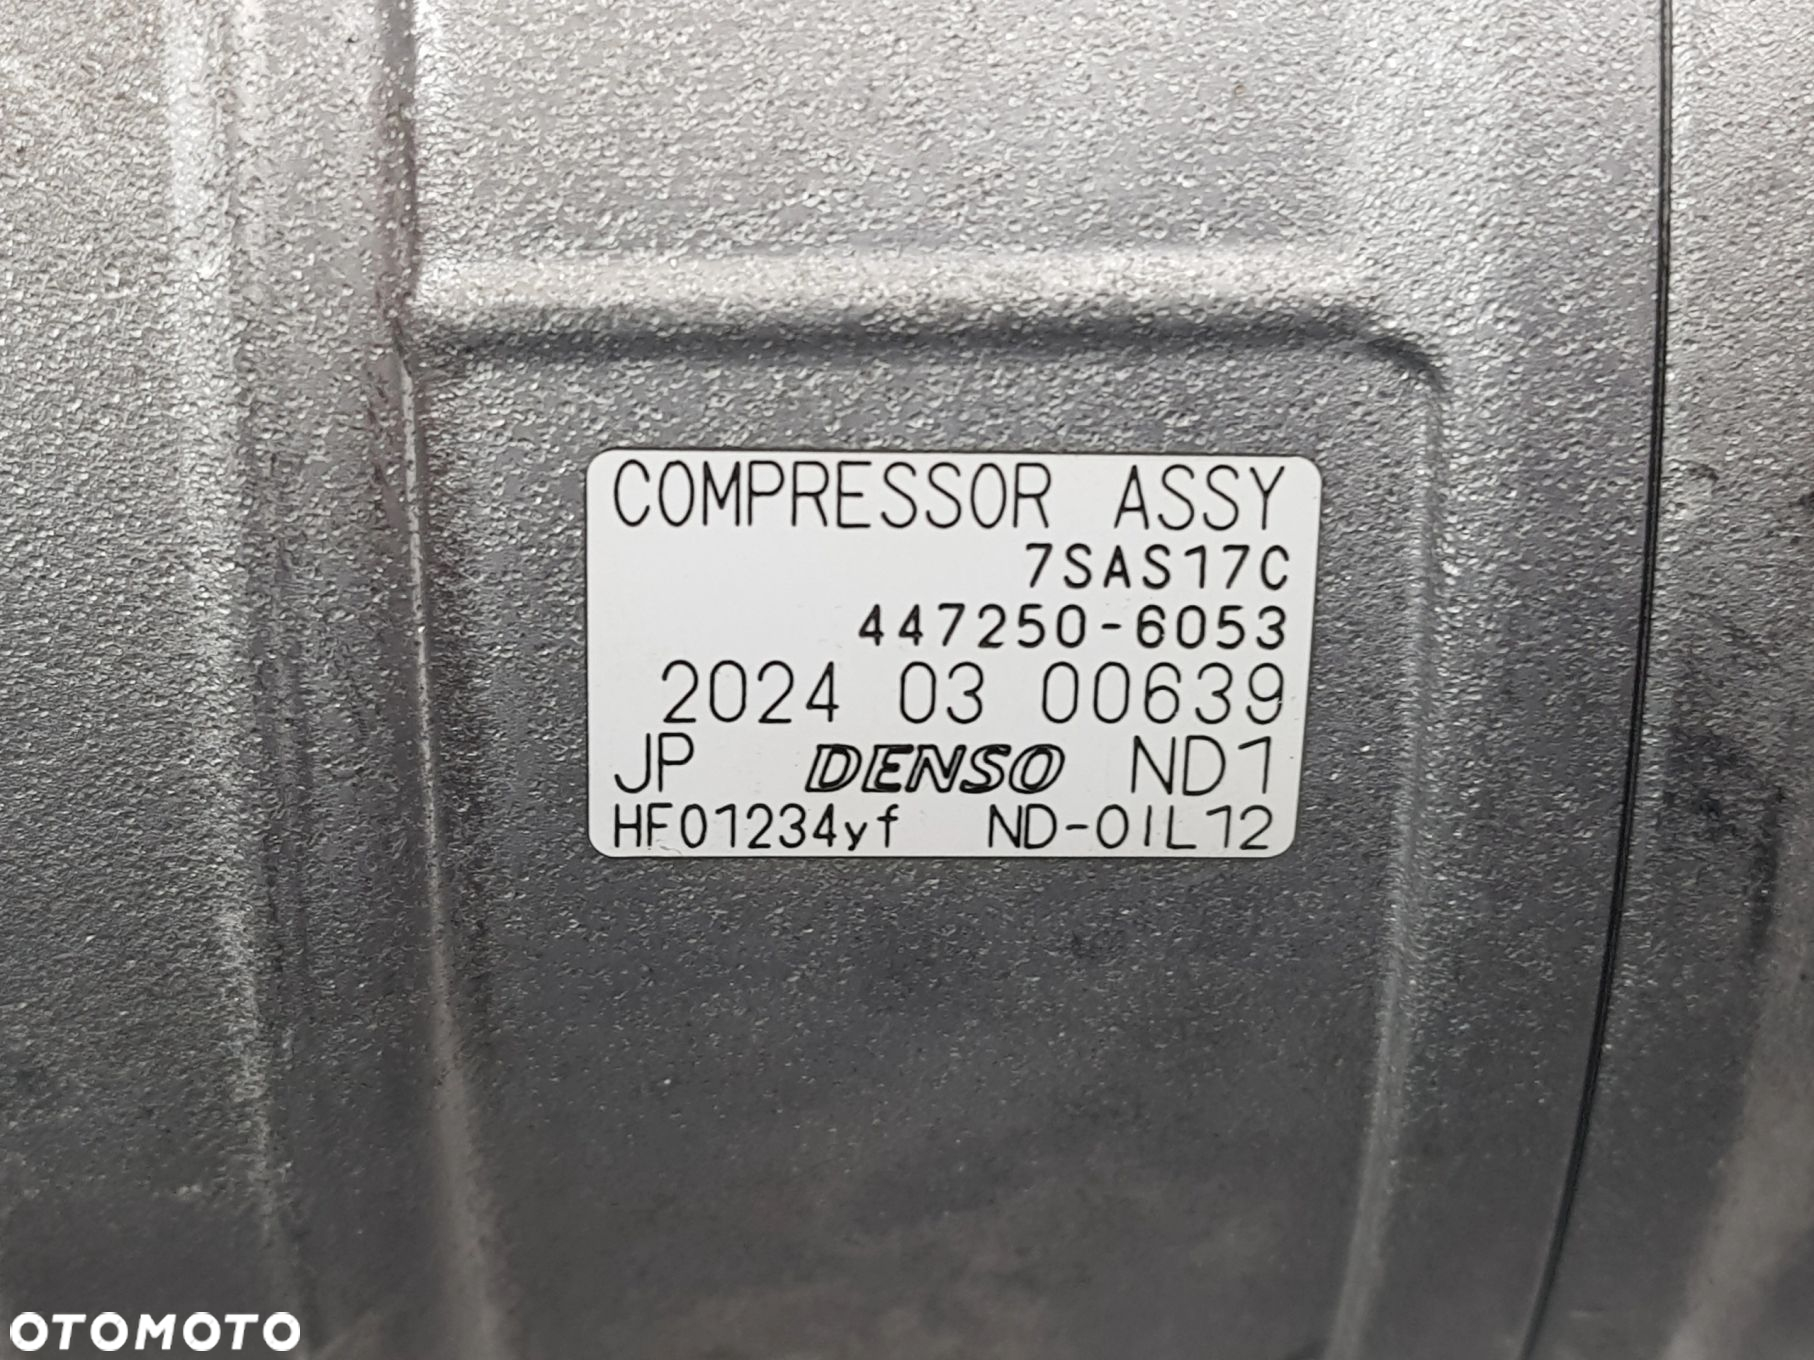 COMPRESSOR ASSY
7SAS17C
447250-6053
2024 03 00639
JP DENSO ND1
HFO1234yf ND-OIL12
OTOMOTO